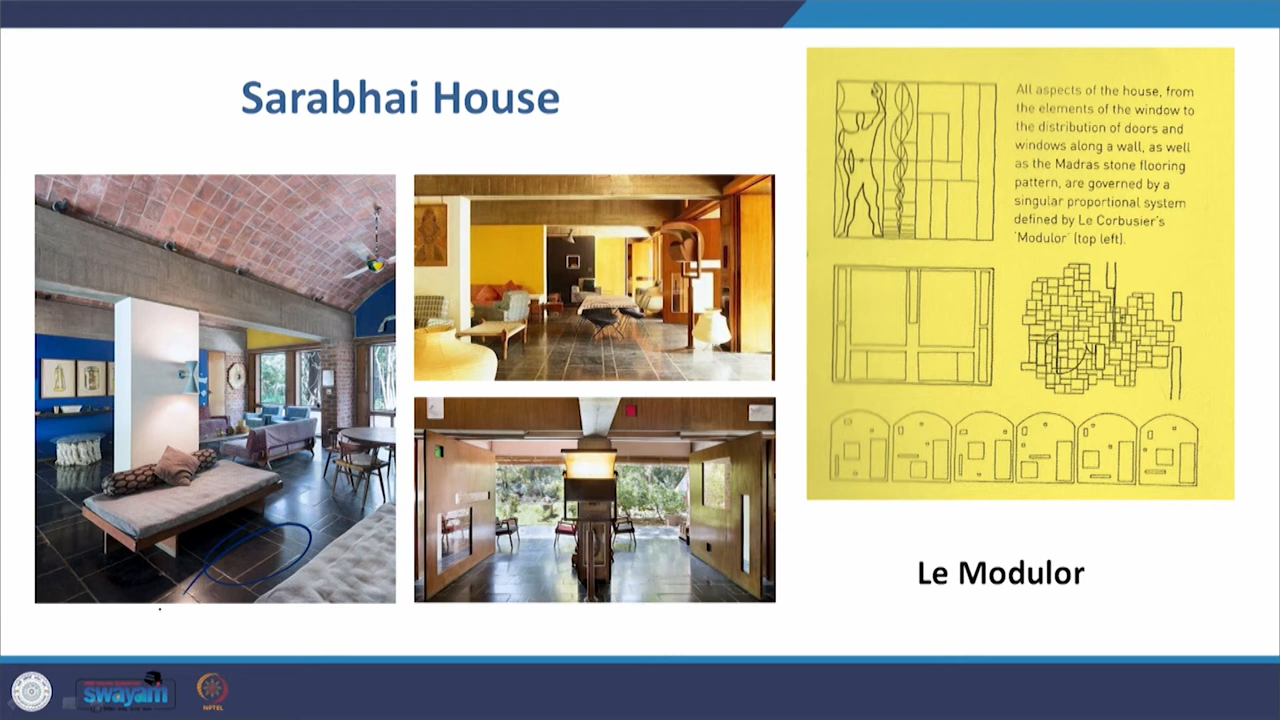 Sarabhai House
All aspects of the house, from
the elements of the window to
the distribution of doors and
windows along a wall, as well
as the Madras stone flooring
pattern, are governed by a
singular proportional system
defined by Le Corbusier's
'Modulor' (top left).
Le Modulor
swayam
NPTEL